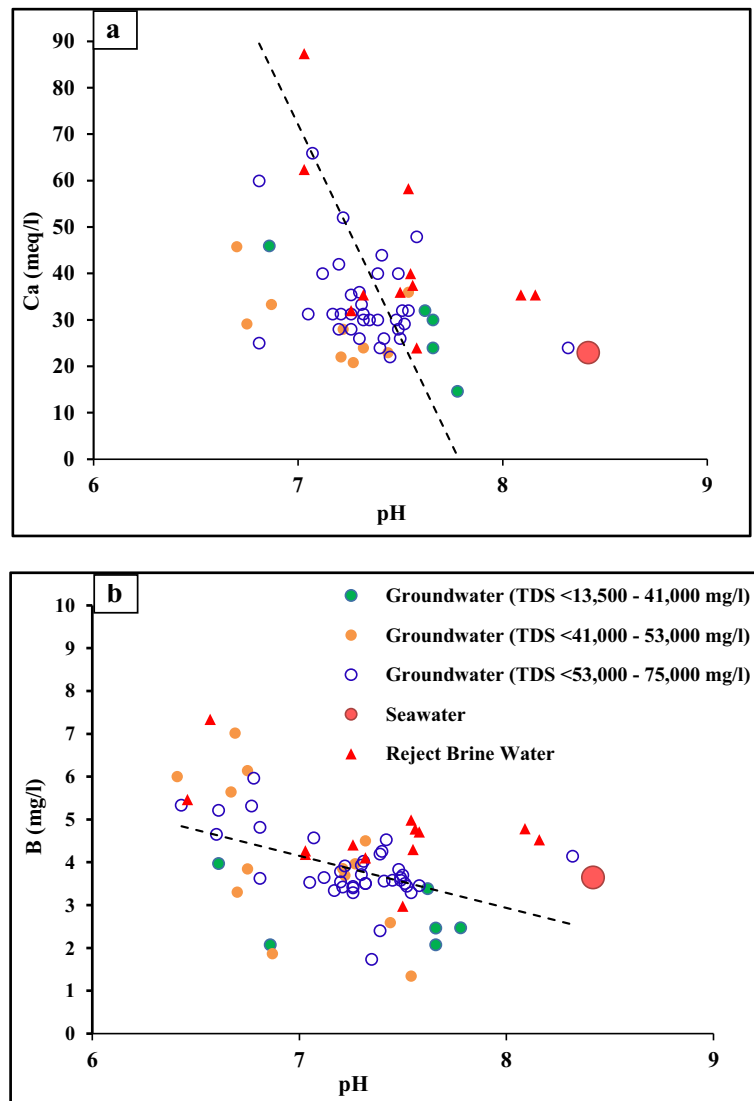 a
90
80
70
60
50
40
30
20
10
0
Ca (meq/l)
6 7 8 9
pH
b
10
9
8
7
6
5
4
3
2
1
0
B (mg/l)
Groundwater (TDS <13,500 - 41,000 mg/l)
Groundwater (TDS <41,000 - 53,000 mg/l)
Groundwater (TDS <53,000 - 75,000 mg/l)
Seawater
Reject Brine Water
6 7 8 9
pH